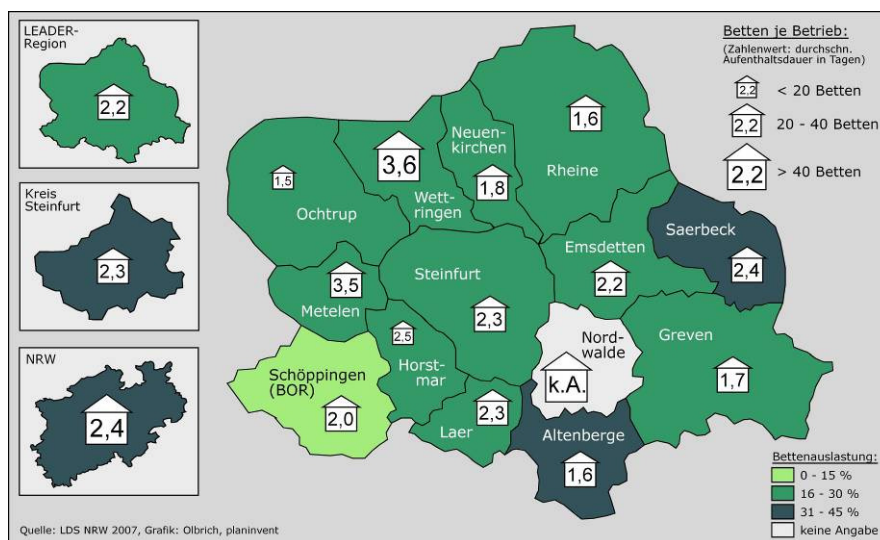 LEADER-
Region
2,2
Kreis
Steinfurt
2,3
NRW
2,4
Betten je Betrieb:
(Zahlenwert: durchschn.
Aufenthaltsdauer in Tagen)
2,2 < 20 Betten
2,2 20 - 40 Betten
2,2 > 40 Betten
1,5
Ochtrup
3,6
Wett-
ringen
Neuen-
kirchen
1,8
1,6
Rheine
Saerbeck
2,4
Emsdetten
2,2
Steinfurt
2,3
3,5
Metelen
2,5
Horst-
mar
Schöppingen
(BOR)
2,0
2,3
Laer
Nord-
walde
k.A.
Greven
1,7
Altenberge
1,6
Bettenauslastung:
0 - 15 %
16 - 30 %
31 - 45 %
keine Angabe
Quelle: LDS NRW 2007, Grafik: Olbrich, planinvent